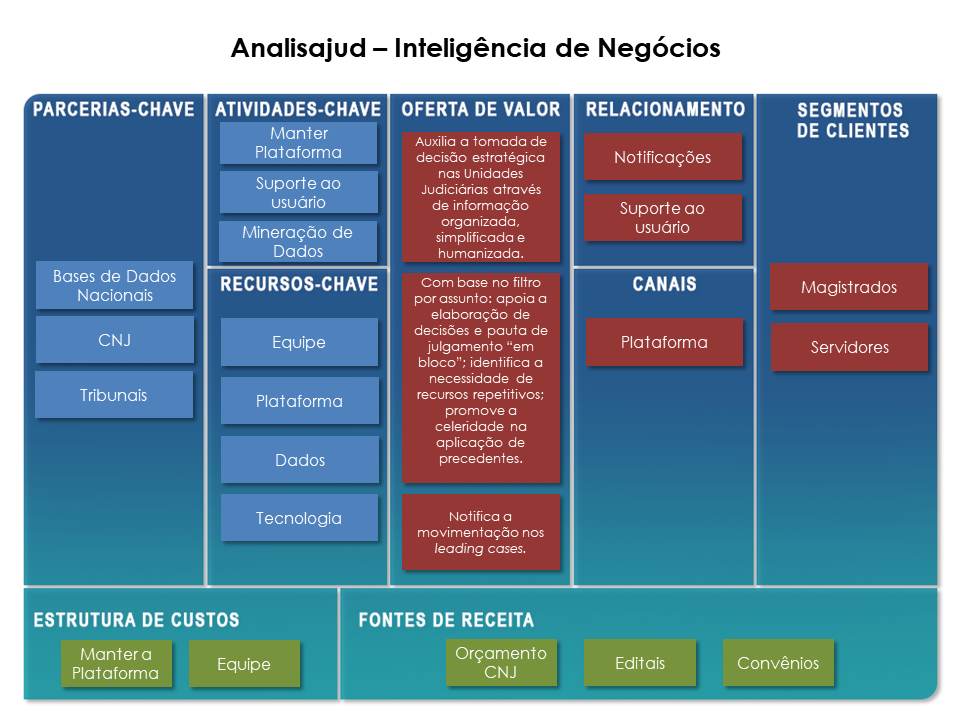 Analisajud – Inteligência de Negócios
PARCERIAS-CHAVE
Bases de Dados
Nacionais
CNJ
Tribunais
ATIVIDADES-CHAVE
Manter
Plataforma
Suporte ao
usuário
Mineração de
Dados
RECURSOS-CHAVE
Equipe
Plataforma
Dados
Tecnologia
OFERTA DE VALOR
Auxilia a tomada de
decisão estratégica
nas Unidades
Judiciárias através
de informação
organizada,
simplificada e
humanizada.
Com base no filtro
por assunto: apoia a
elaboração de
decisões e pauta de
julgamento “em
bloco”; identifica a
necessidade de
recursos repetitivos;
promove a
celeridade na
aplicação de
precedentes.
Notifica a
movimentação nos
leading cases.
RELACIONAMENTO
Notificações
Suporte ao
usuário
CANAIS
Plataforma
SEGMENTOS
DE CLIENTES
Magistrados
Servidores
ESTRUTURA DE CUSTOS
Manter a
Plataforma
Equipe
FONTES DE RECEITA
Orçamento
CNJ
Editais
Convênios